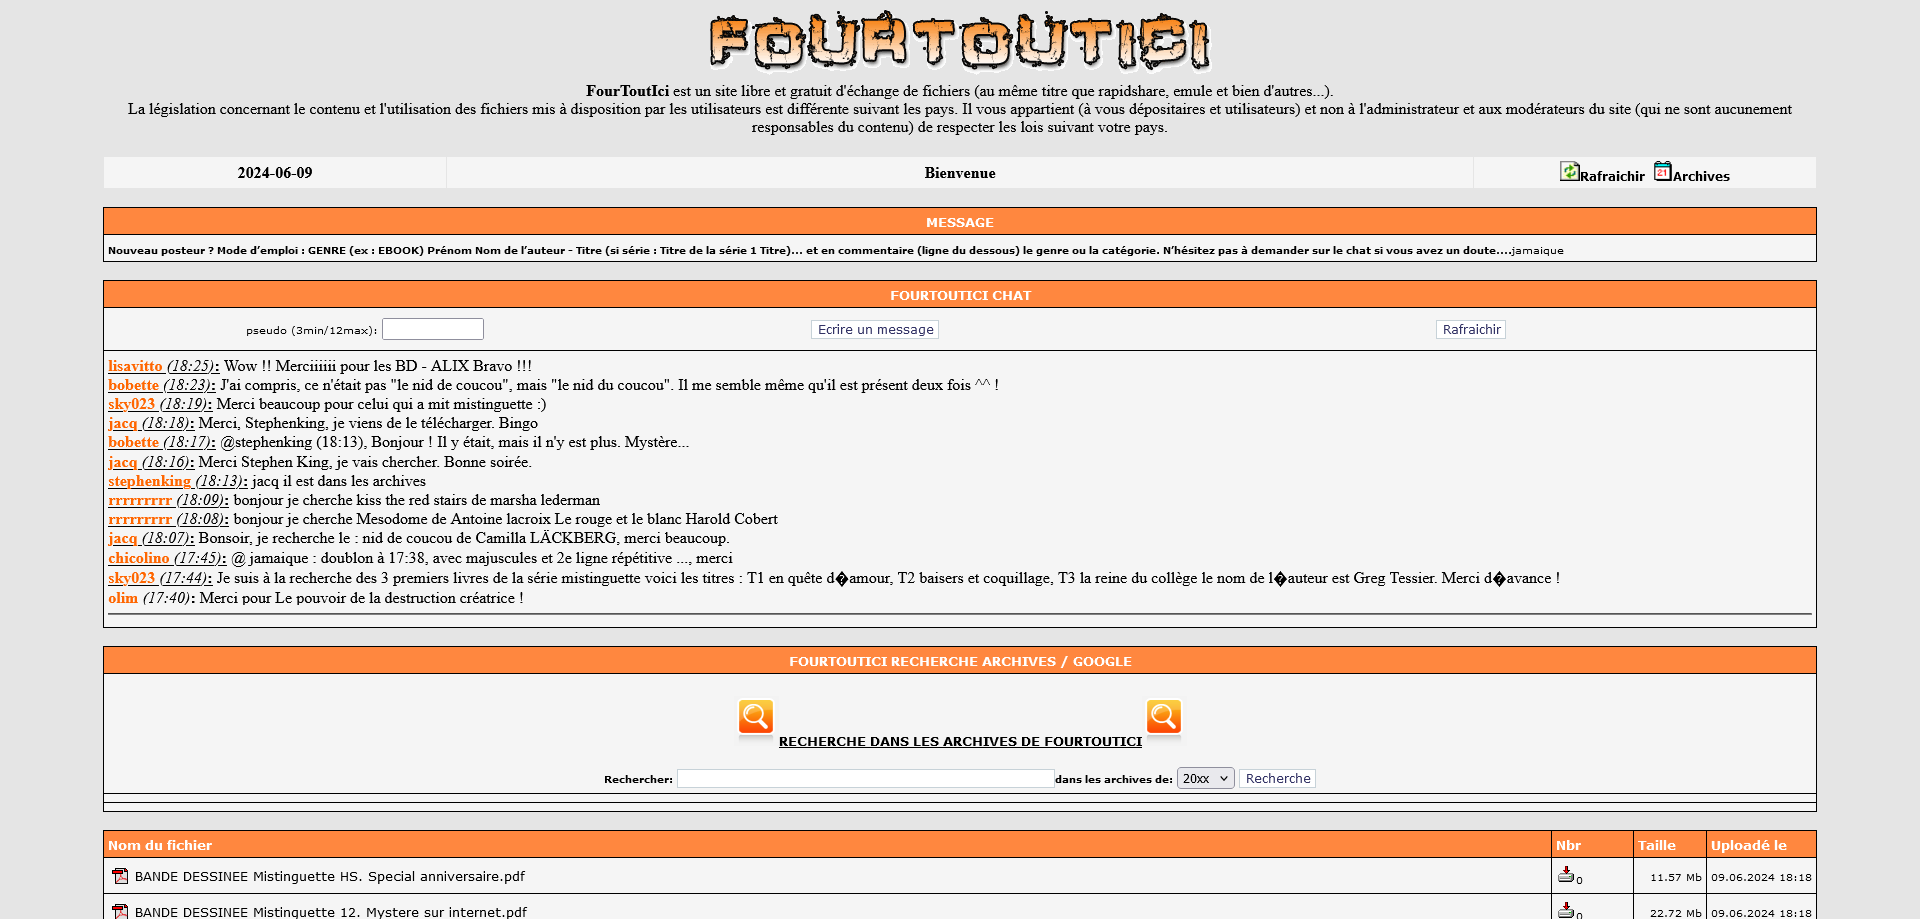 FOURTOUTICI
FourToutIci est un site libre et gratuit d'échange de fichiers (au même titre que rapidshare, emule et bien d'autres...).
La législation concernant le contenu et l'utilisation des fichiers mis à disposition par les utilisateurs est différente suivant les pays. Il vous appartient (à vous dépositaires et utilisateurs) et non à l'administrateur et aux modérateurs du site (qui ne sont aucunement
responsables du contenu) de respecter les lois suivant votre pays.
2024-06-09 Bienvenue Rafraichir 21 Archives
MESSAGE
Nouveau posteur ? Mode d’emploi : GENRE (ex : EBOOK) Prénom Nom de l’auteur - Titre (si série : Titre de la série 1 Titre)... et en commentaire (ligne du dessous) le genre ou la catégorie. N’hésitez pas à demander sur le chat si vous avez un doute....jamaique
FOURTOUTICI CHAT
pseudo (3min/12max): Ecrire un message Rafraichir
lisavitto (18:25): Wow !! Merciiiiii pour les BD - ALIX Bravo !!!
bobette (18:23): J'ai compris, ce n'était pas "le nid de coucou", mais "le nid du coucou". Il me semble même qu'il est présent deux fois ^^ !
sky023 (18:19): Merci beaucoup pour celui qui a mit mistinguette :)
jacq (18:18): Merci, Stephenking, je viens de le télécharger. Bingo
bobette (18:17): @stephenking (18:13), Bonjour ! Il y était, mais il n'y est plus. Mystère...
jacq (18:16): Merci Stephen King, je vais chercher. Bonne soirée.
stephenking (18:13): jacq il est dans les archives
rrrrrrrrr (18:09): bonjour je cherche kiss the red stairs de marsha lederman
rrrrrrrrr (18:08): bonjour je cherche Mesodome de Antoine lacroix Le rouge et le blanc Harold Cobert
jacq (18:07): Bonsoir, je recherche le : nid de coucou de Camilla LÄCKBERG, merci beaucoup.
chicolino (17:45): @ jamaique : doublon à 17:38, avec majuscules et 2e ligne répétitive ..., merci
sky023 (17:44): Je suis à la recherche des 3 premiers livres de la série mistinguette voici les titres : T1 en quête d�amour, T2 baisers et coquillage, T3 la reine du collège le nom de l�auteur est Greg Tessier. Merci d�avance !
olim (17:40): Merci pour Le pouvoir de la destruction créatrice !
FOURTOUTICI RECHERCHE ARCHIVES / GOOGLE
RECHERCHE DANS LES ARCHIVES DE FOURTOUTICI
Rechercher: dans les archives de: 20xx Recherche
Nom du fichier Nbr Taille Uploadé le
BANDE DESSINEE Mistinguette HS. Special anniversaire.pdf 0 11.57 Mb 09.06.2024 18:18
BANDE DESSINEE Mistinguette 12. Mystere sur internet.pdf 0 22.72 Mb 09.06.2024 18:18